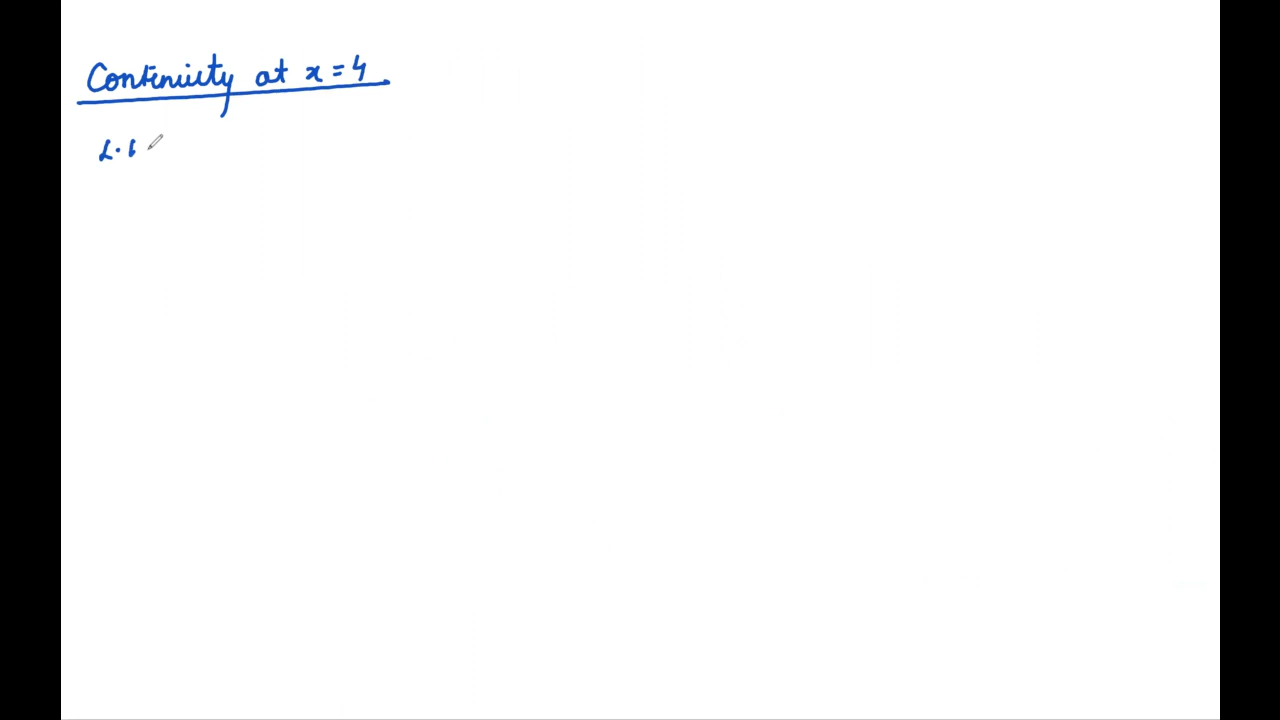 Continuity at x = 4
L.